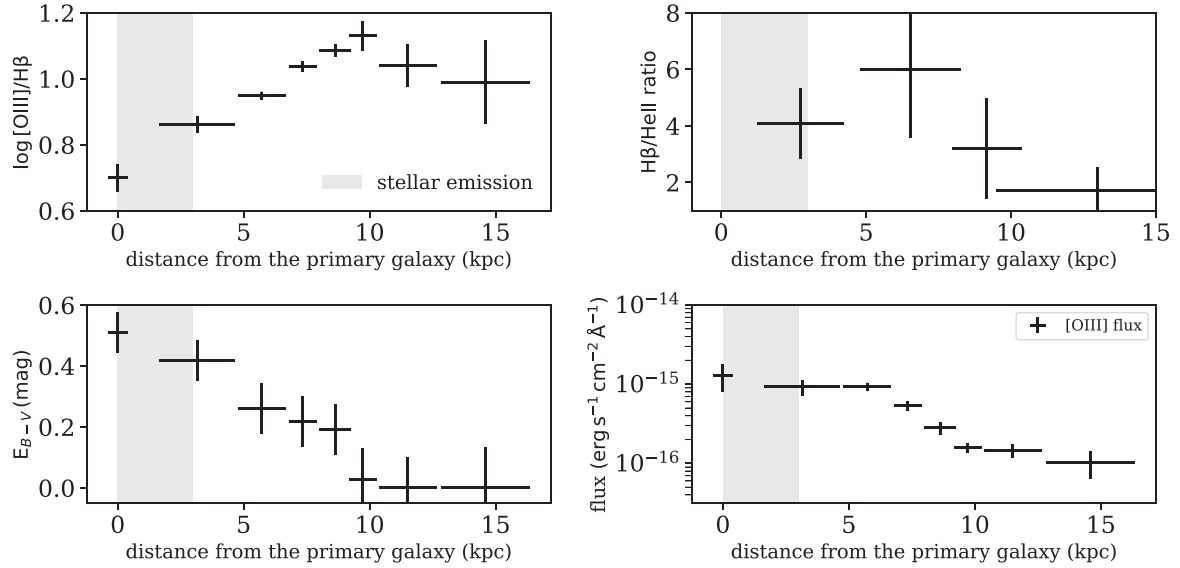 1.2
1.0
0.8
0.6
log [OIII]/Hβ
stellar emission
0 5 10 15
distance from the primary galaxy (kpc)
8
6
4
2
Hβ/HeII ratio
0 5 10 15
distance from the primary galaxy (kpc)
0.6
0.4
0.2
0.0
E_{B−V} (mag)
0 5 10 15
distance from the primary galaxy (kpc)
10⁻¹⁴
10⁻¹⁵
10⁻¹⁶
flux (erg s⁻¹ cm⁻² Å⁻¹)
[OIII] flux
0 5 10 15
distance from the primary galaxy (kpc)